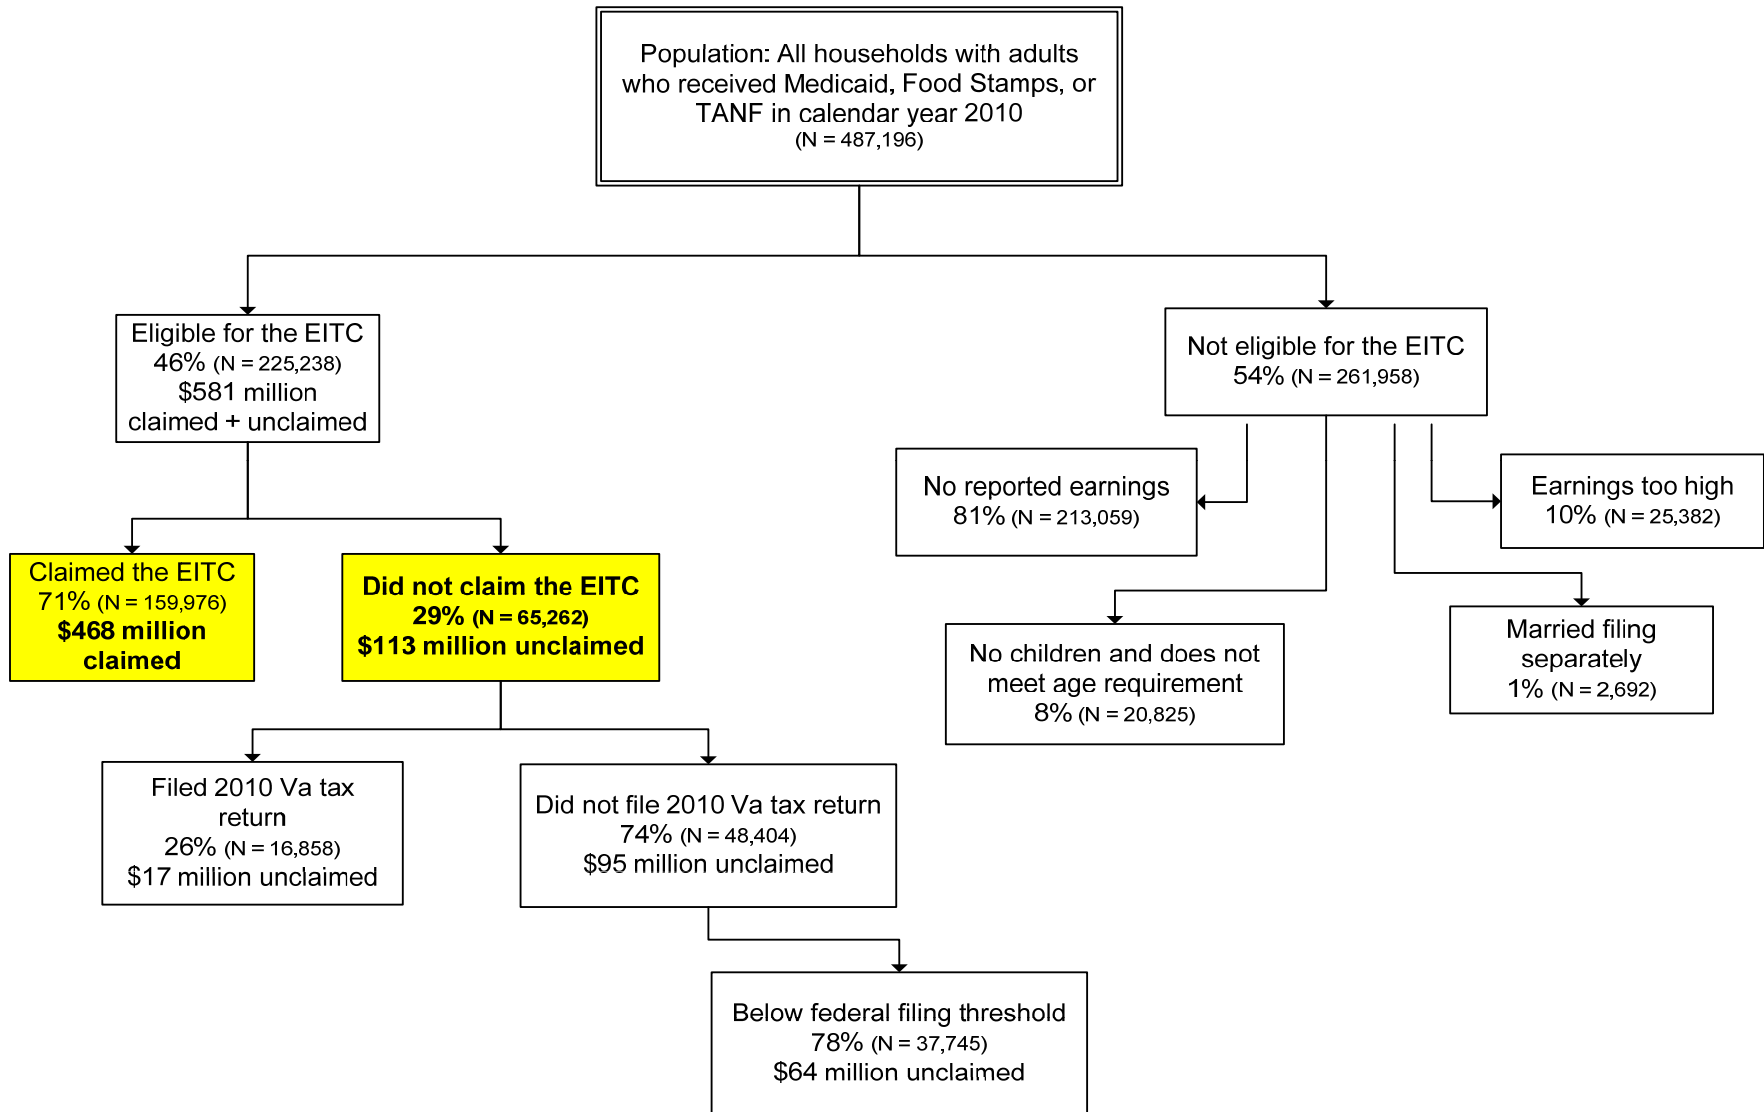 Population: All households with adults
who received Medicaid, Food Stamps, or
TANF in calendar year 2010
(N = 487,196)
Eligible for the EITC
46% (N = 225,238)
$581 million
claimed + unclaimed
Not eligible for the EITC
54% (N = 261,958)
No reported earnings
81% (N = 213,059)
Earnings too high
10% (N = 25,382)
Claimed the EITC
71% (N = 159,976)
$468 million
claimed
Did not claim the EITC
29% (N = 65,262)
$113 million unclaimed
No children and does not
meet age requirement
8% (N = 20,825)
Married filing
separately
1% (N = 2,692)
Filed 2010 Va tax
return
26% (N = 16,858)
$17 million unclaimed
Did not file 2010 Va tax return
74% (N = 48,404)
$95 million unclaimed
Below federal filing threshold
78% (N = 37,745)
$64 million unclaimed